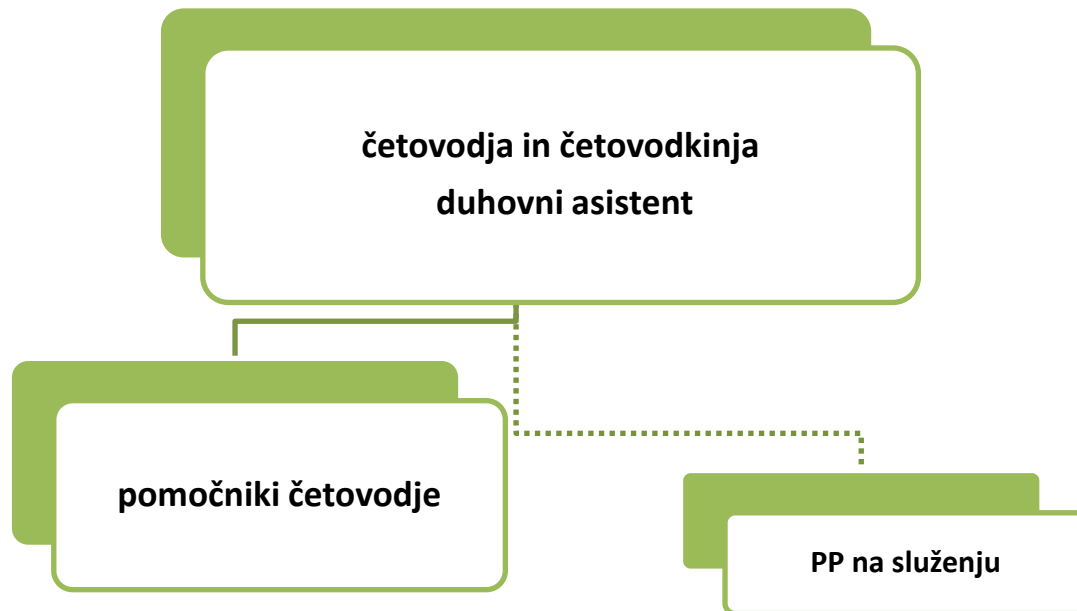 četovodja in četovodkinja
duhovni asistent
pomočniki četovodje
PP na služenju